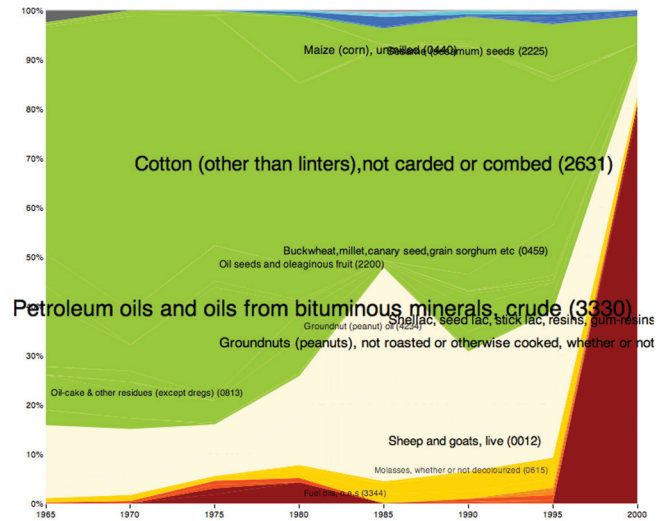 100%
90%
80%
70%
60%
50%
30%
20%
10%
0%
Maize (corn), unmilled (0440)
Sesame (sesamum) seeds (2225)
Cotton (other than linters),not carded or combed (2631)
Buckwheat,millet,canary seed,grain sorghum etc (0459)
Oil seeds and oleaginous fruit (2200)
Petroleum oils and oils from bituminous minerals, crude (3330)
Shellac, seed lac, stick lac, resins, gum-resins
Groundnut (peanut) oil (4234)
Groundnuts (peanuts), not roasted or otherwise cooked, whether or not
Oil-cake & other residues (except dregs) (0813)
Sheep and goats, live (0012)
Molasses, whether or not decolourized (0615)
Fuel oils, n.e.s (3344)
1965 1970 1975 1980 1985 1990 1995 2000